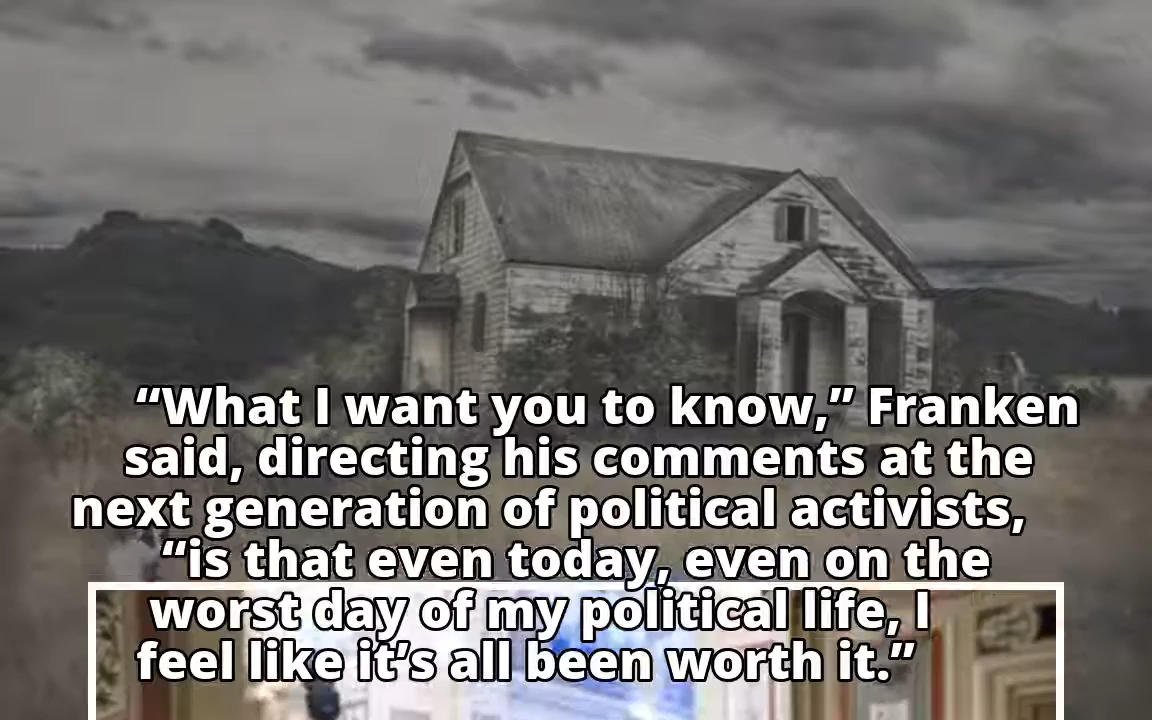 “What I want you to know,” Franken
said, directing his comments at the
next generation of political activists,
“is that even today, even on the
worst day of my political life, I
feel like it’s all been worth it.”